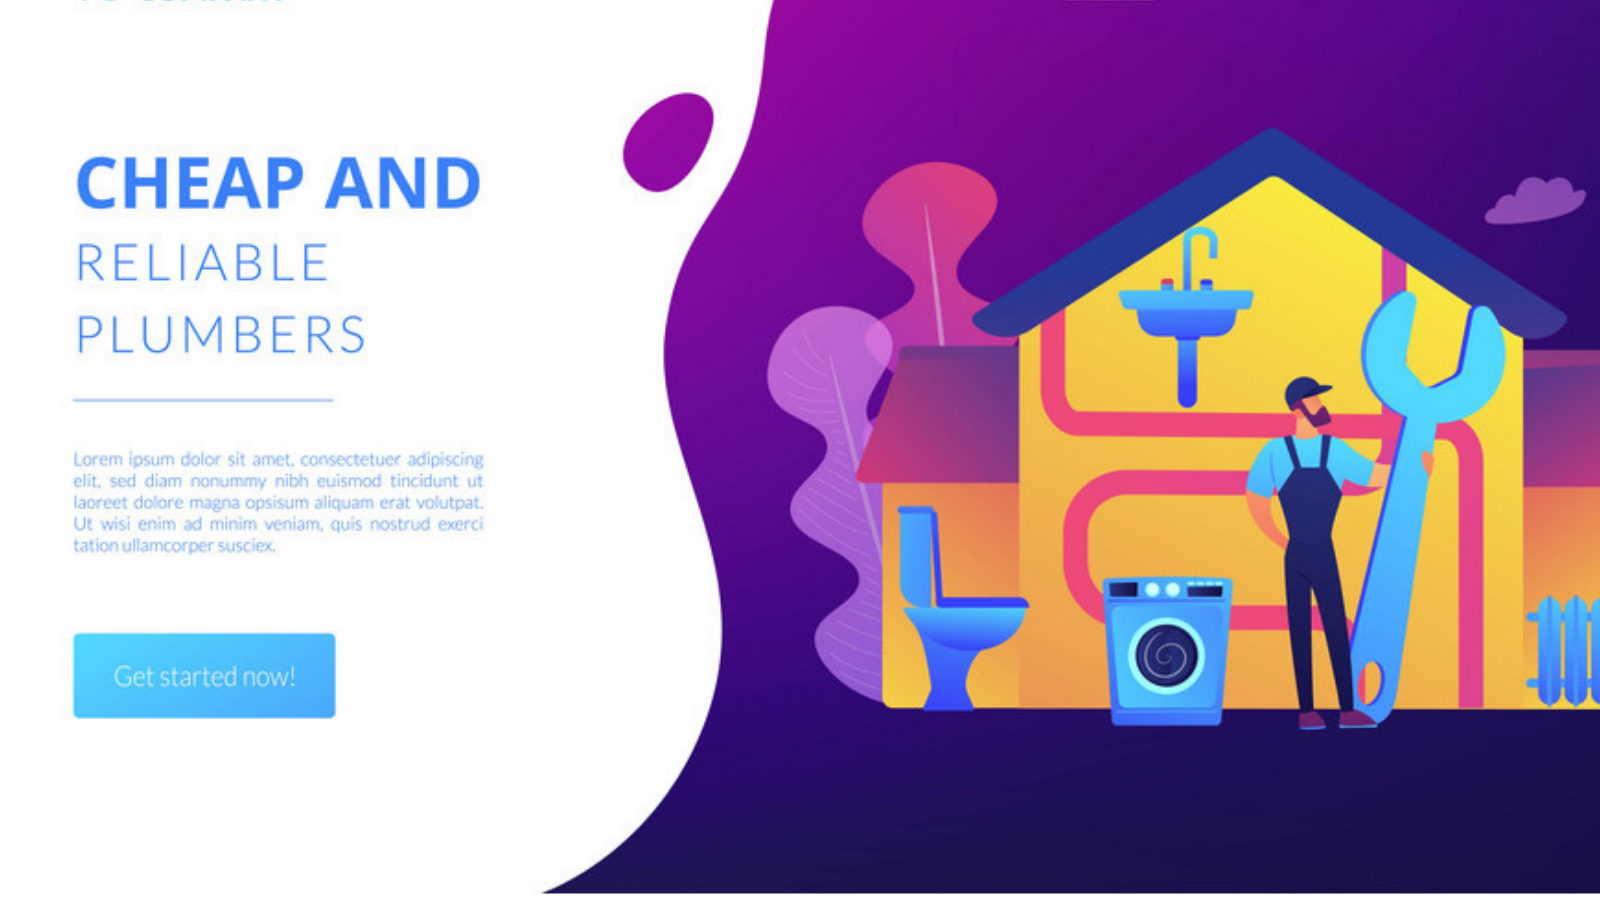 CHEAP AND
RELIABLE
PLUMBERS
Lorem ipsum dolor sit amet, consectetuer adipiscing
elit, sed diam nonummy nibh euismod tincidunt ut
laoreet dolore magna opsisum aliquam erat volutpat.
Ut wisi enim ad minim veniam, quis nostrud exerci
tation ullamcorper susciex.
Get started now!